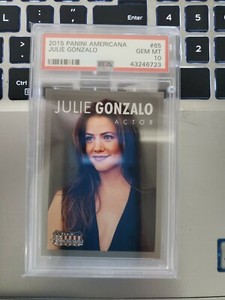 2015 PANINI AMERICANA #65
JULIE GONZALO GEM MT
10
43246723
JULIE GONZALO
ACTOR